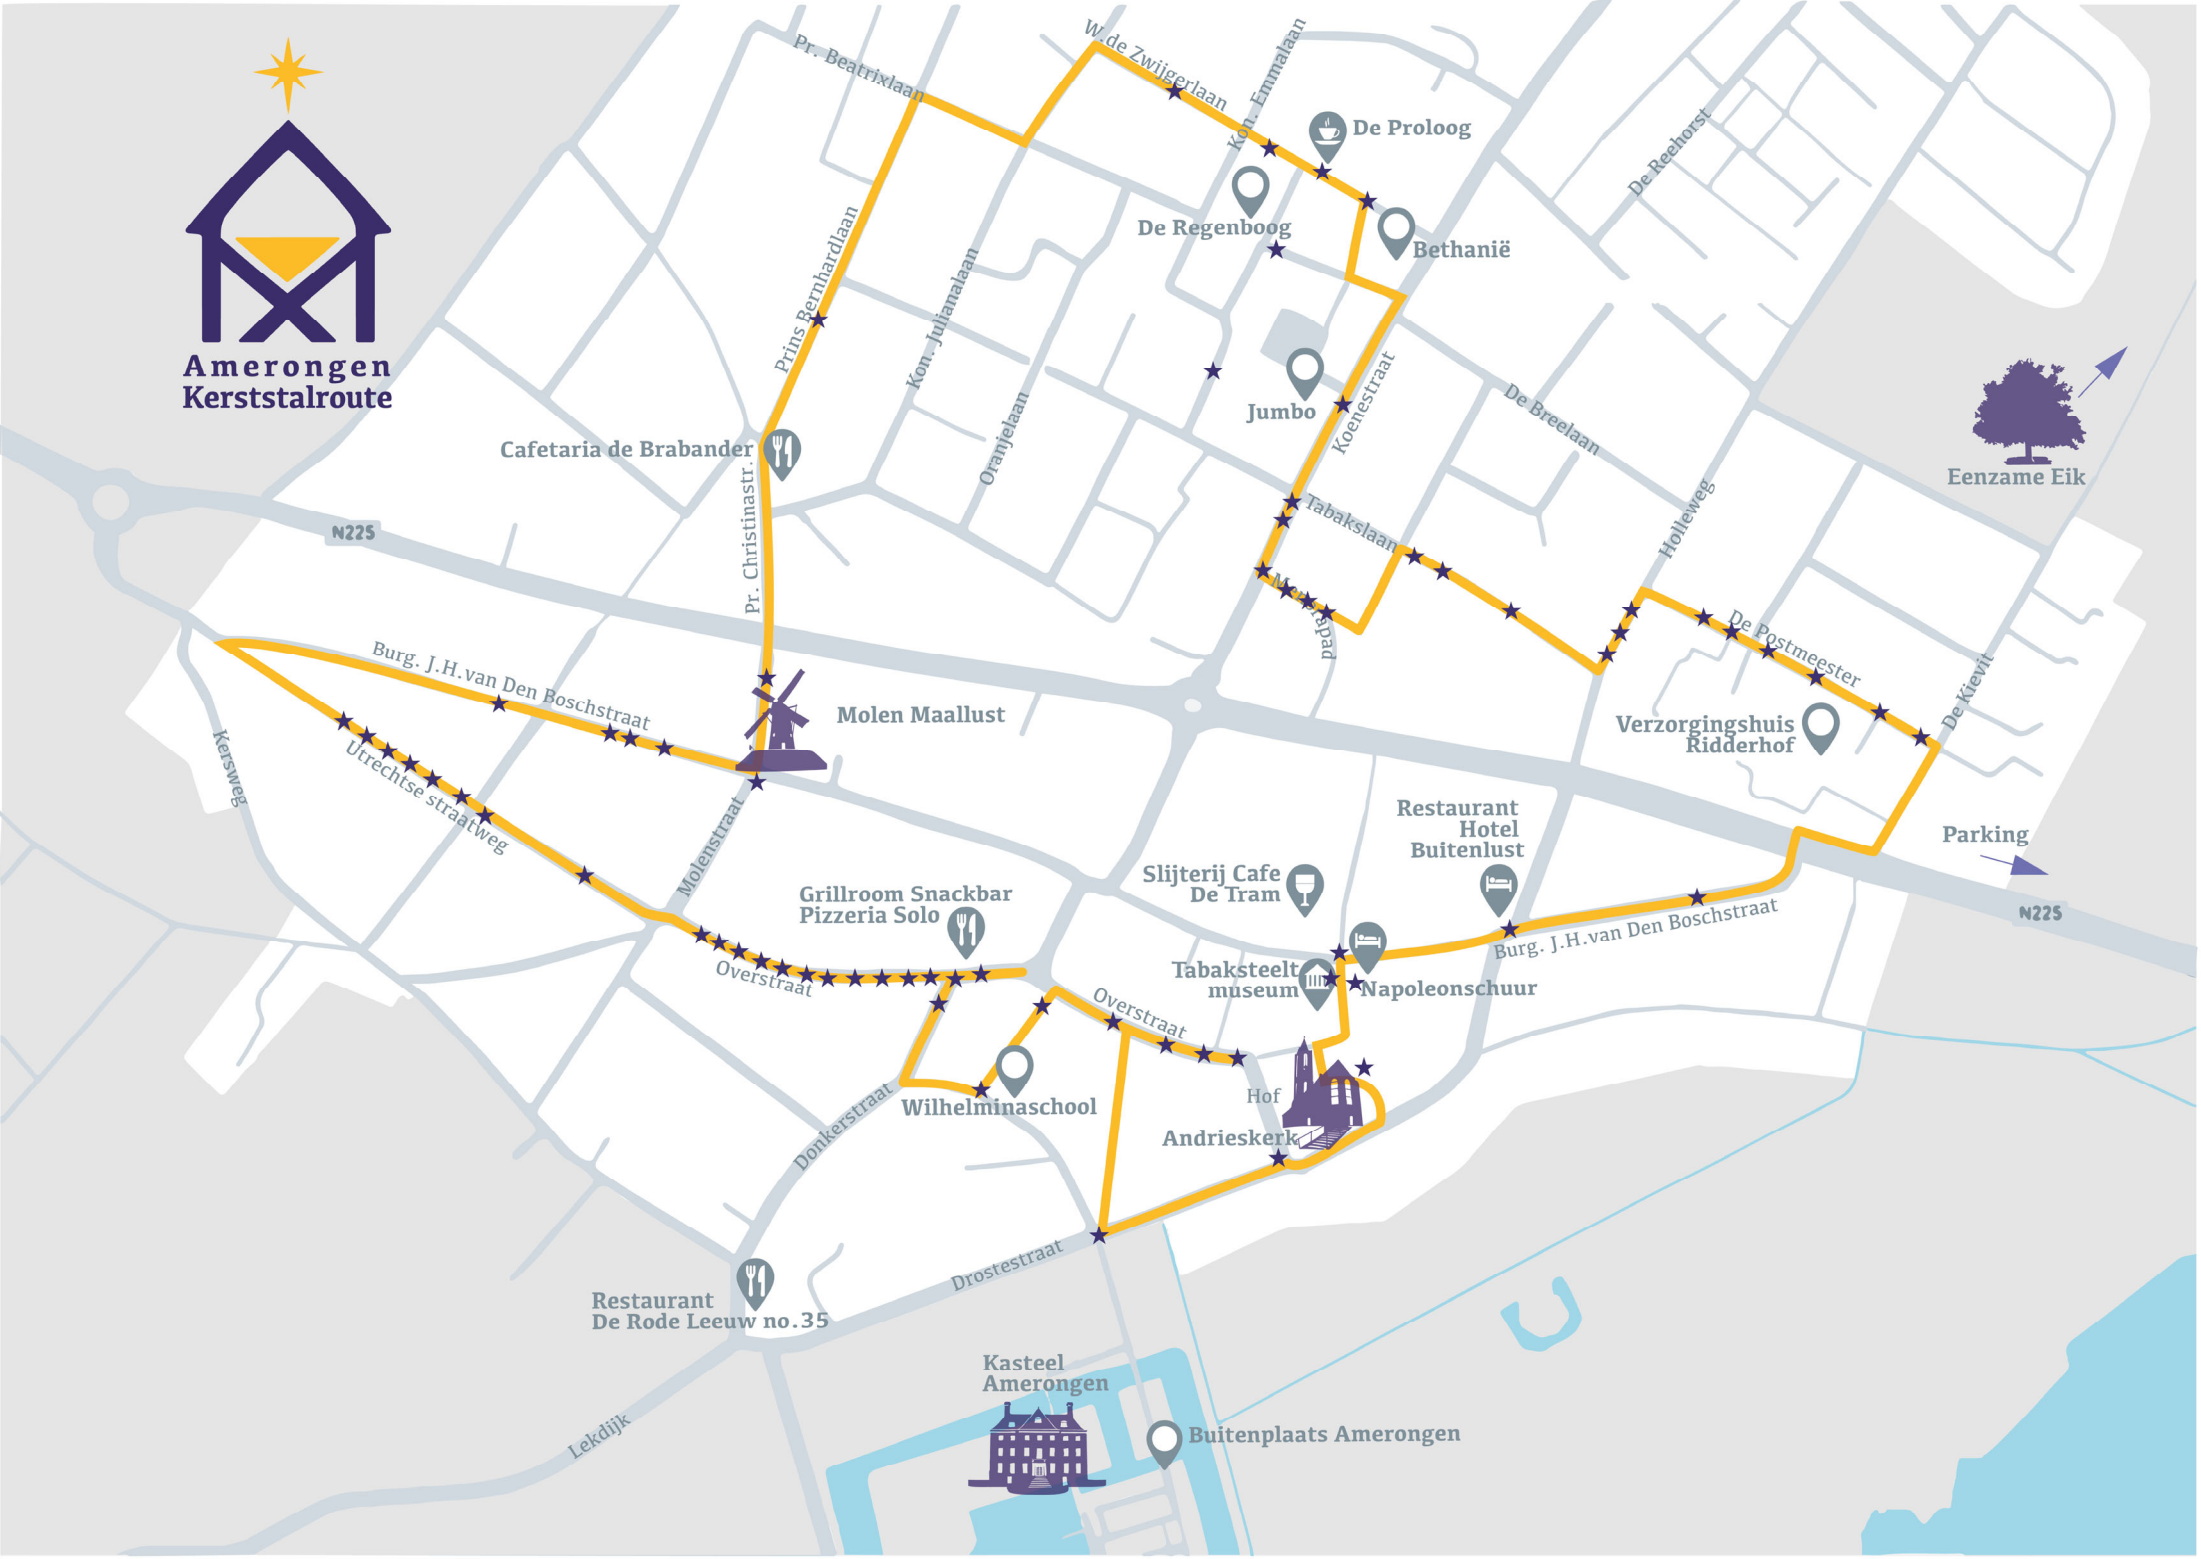 Amerongen
Kerststalroute
Pr. Beatrixlaan
W.de Zwijgerlaan
Kon. Emmalaan
De Proloog
De Regenboog
Bethanië
De Reehorst
Prins Bernhardlaan
Kon. Julianalaan
Oranjelaan
Jumbo
Koenestraat
De Breelaan
Eenzame Eik
Cafetaria de Brabander
N225
Pr. Christinastr.
Tabakslaan
Holleweg
De Postmeester
De Kievit
Verzorgingshuis
Ridderhof
Burg. J.H.van Den Boschstraat
Molen Maallust
Kersweg
Utrechtse straatweg
Molenstraat
Restaurant
Hotel
Buitenlust
Parking
N225
Slijterij Cafe
De Tram
Grillroom Snackbar
Pizzeria Solo
Burg. J.H.van Den Boschstraat
Overstraat
Tabaksteelt
museum
Napoleonschuur
Overstraat
Hof
Wilhelminaschool
Andrieskerk
Donkerstraat
Drostestraat
Restaurant
De Rode Leeuw no.35
Kasteel
Amerongen
Lekdijk
Buitenplaats Amerongen